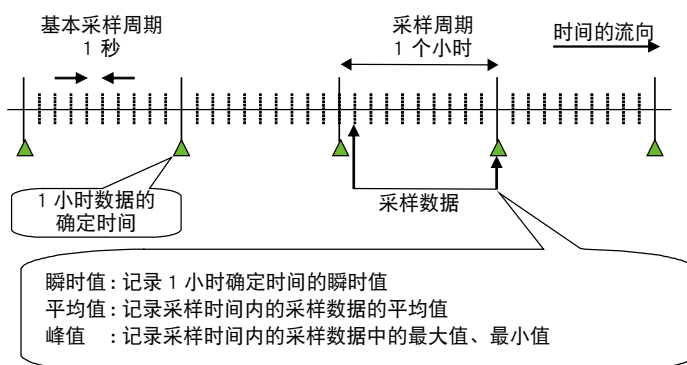 基本采样周期
1 秒
采样周期
1 个小时
时间的流向
1 小时数据的
确定时间
采样数据
瞬时值：记录 1 小时确定时间的瞬时值
平均值：记录采样时间内的采样数据的平均值
峰值　：记录采样时间内的采样数据中的最大值、最小值